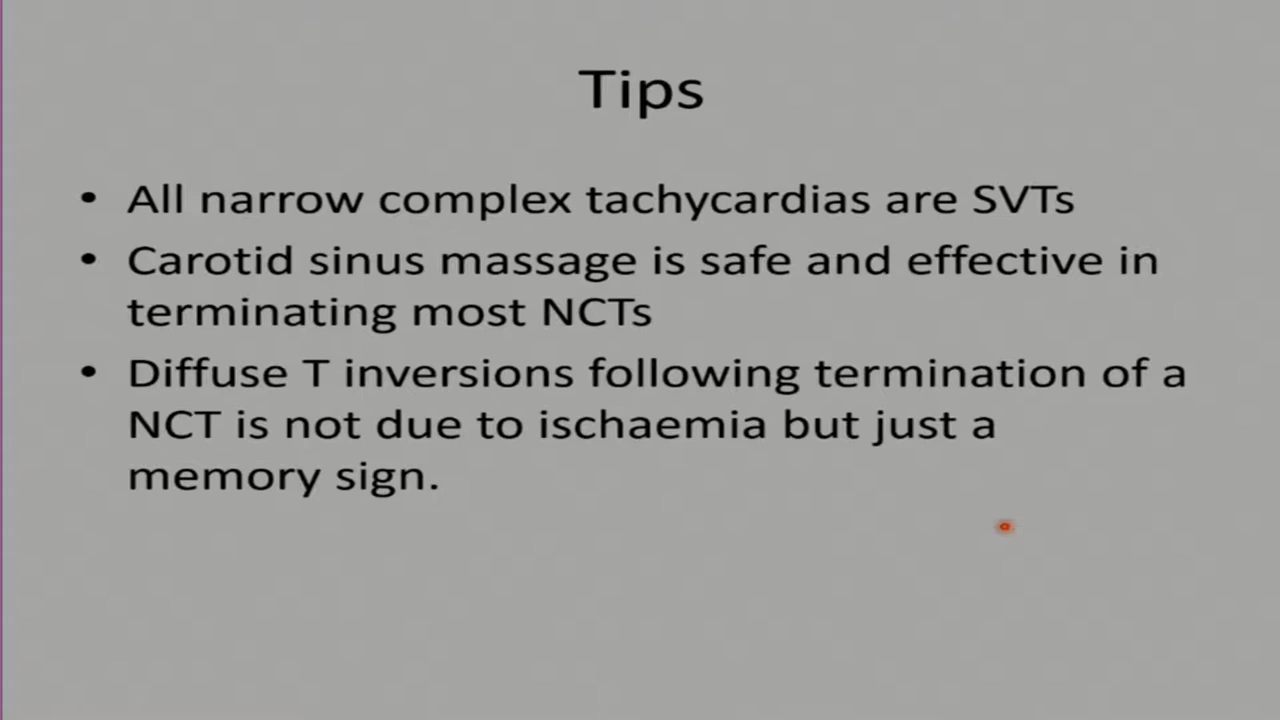 Tips
• All narrow complex tachycardias are SVTs
• Carotid sinus massage is safe and effective in
terminating most NCTs
• Diffuse T inversions following termination of a
NCT is not due to ischaemia but just a
memory sign.